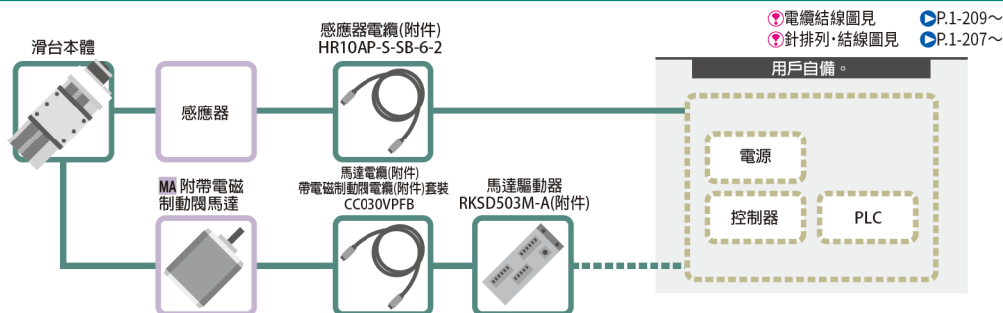 電纜結線圖見 P.1-209～
針排列･結線圖見 P.1-207～
滑台本體
感應器
感應器電纜(附件)
HR10AP-S-SB-6-2
MA 附帶電磁
制動閥馬達
馬達電纜(附件)
帶電磁制動閥電纜(附件)套裝
CC030VPFB
馬達驅動器
RKSD503M-A(附件)
用戶自備。
電源
控制器
PLC